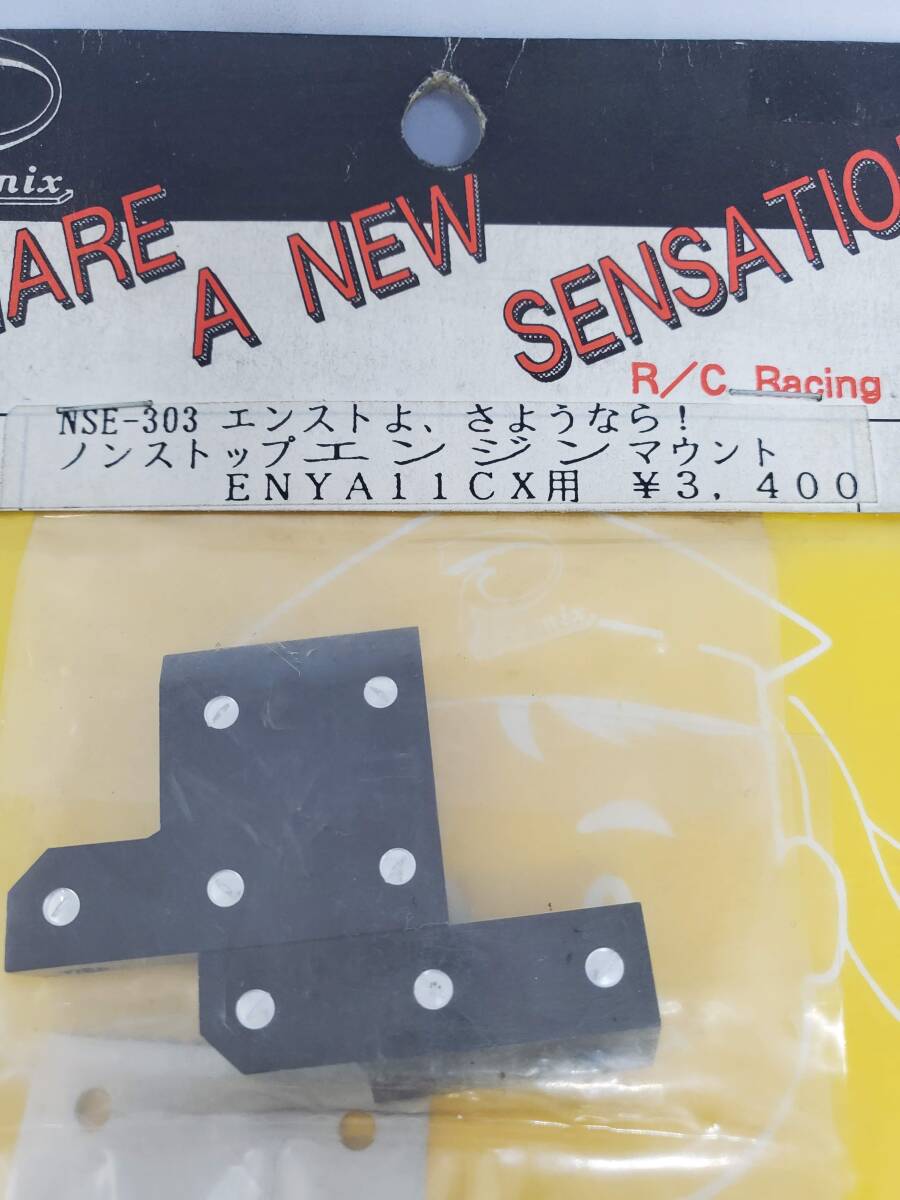 nix
ARE A NEW SENSATIO
R/C Racing
NSE-303 エンストよ、さようなら!
ノンストップエンジンマウント
ENYA11CX用 ¥3,400